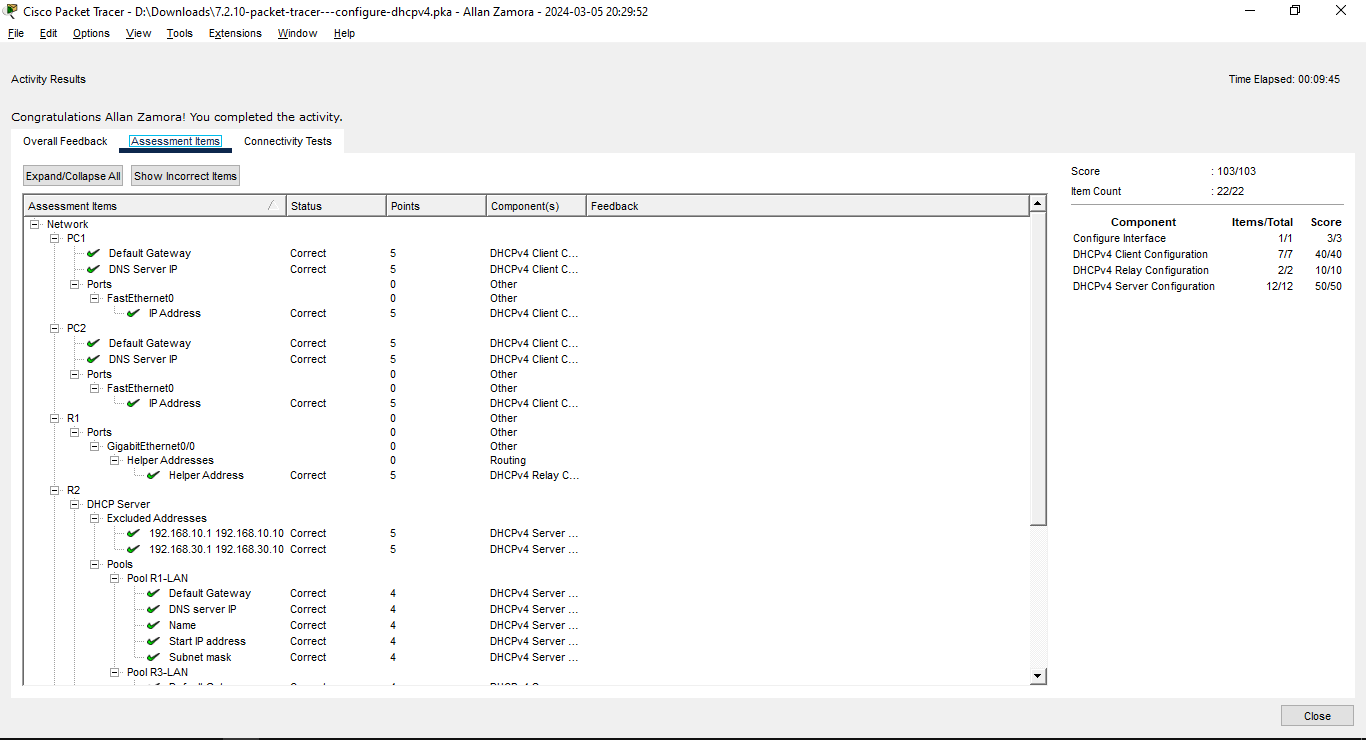 Cisco Packet Tracer - D:\Downloads\7.2.10-packet-tracer---configure-dhcpv4.pka - Allan Zamora - 2024-03-05 20:29:52
File Edit Options View Tools Extensions Window Help
Activity Results
Time Elapsed: 00:09:45
Congratulations Allan Zamora! You completed the activity.
Overall Feedback Assessment Items Connectivity Tests
Expand/Collapse All Show Incorrect Items
Assessment Items Status Points Component(s) Feedback
Network
PC1
Default Gateway Correct 5 DHCPv4 Client C...
DNS Server IP Correct 5 DHCPv4 Client C...
Ports 0 Other
FastEthernet0 0 Other
IP Address Correct 5 DHCPv4 Client C...
PC2
Default Gateway Correct 5 DHCPv4 Client C...
DNS Server IP Correct 5 DHCPv4 Client C...
Ports 0 Other
FastEthernet0 0 Other
IP Address Correct 5 DHCPv4 Client C...
R1 0 Other
Ports 0 Other
GigabitEthernet0/0 0 Other
Helper Addresses 0 Routing
Helper Address Correct 5 DHCPv4 Relay C...
R2
DHCP Server
Excluded Addresses
192.168.10.1 192.168.10.10 Correct 5 DHCPv4 Server ...
192.168.30.1 192.168.30.10 Correct 5 DHCPv4 Server ...
Pools
Pool R1-LAN
Default Gateway Correct 4 DHCPv4 Server ...
DNS server IP Correct 4 DHCPv4 Server ...
Name Correct 4 DHCPv4 Server ...
Start IP address Correct 4 DHCPv4 Server ...
Subnet mask Correct 4 DHCPv4 Server ...
Pool R3-LAN
Score : 103/103
Item Count : 22/22
Component Items/Total Score
Configure Interface 1/1 3/3
DHCPv4 Client Configuration 7/7 40/40
DHCPv4 Relay Configuration 2/2 10/10
DHCPv4 Server Configuration 12/12 50/50
Close